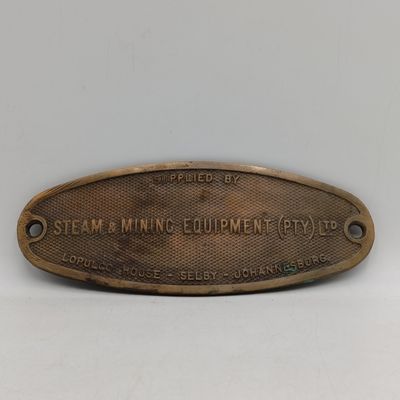 SUPPLIED BY
STEAM & MINING EQUIPMENT (PTY) LTD
LOPULCO HOUSE - SELBY - JOHANNESBURG